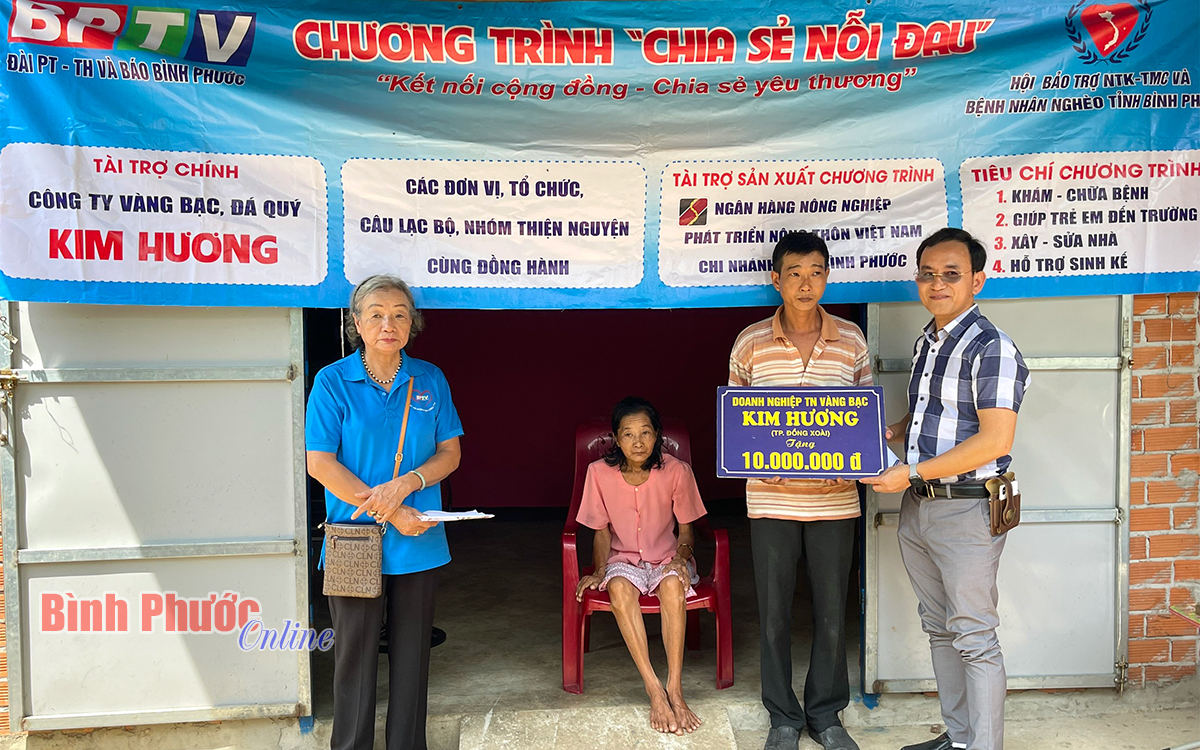 BPTV
ĐÀI PT - TH VÀ BÁO BÌNH PHƯỚC
CHƯƠNG TRÌNH "CHIA SẺ NỖI ĐAU"
"Kết nối cộng đồng - Chia sẻ yêu thương"
HỘI BẢO TRỢ NTK-TMC VÀ
BỆNH NHÂN NGHÈO TỈNH BÌNH
TÀI TRỢ CHÍNH
CÔNG TY VÀNG BẠC, ĐÁ QUÝ
KIM HƯƠNG
CÁC ĐƠN VỊ, TỔ CHỨC,
CÂU LẠC BỘ, NHÓM THIỆN NGUYỆN
CÙNG ĐỒNG HÀNH
TÀI TRỢ SẢN XUẤT CHƯƠNG TRÌNH
NGÂN HÀNG NÔNG NGHIỆP
PHÁT TRIỂN NÔNG THÔN VIỆT NAM
CHI NHÁNH BÌNH PHƯỚC
TIÊU CHÍ CHƯƠNG TRÌNH
1. KHÁM - CHỮA BỆNH
2. GIÚP TRẺ EM ĐẾN TRƯỜNG
3. XÂY - SỬA NHÀ
4. HỖ TRỢ SINH KẾ
BPTV
DOANH NGHIỆP TN VÀNG BẠC
KIM HƯƠNG
(TP. ĐỒNG XOÀI)
Tặng
10.000.000 đ
CLN
Bình Phước
Online